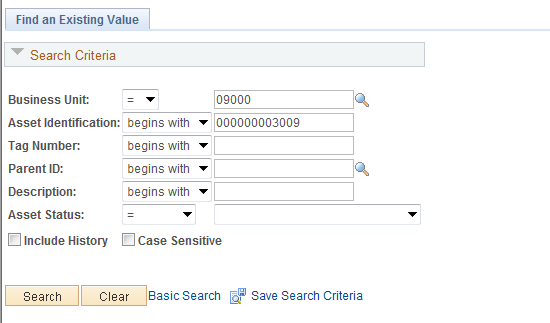 Find an Existing Value
Search Criteria
Business Unit: = 09000
Asset Identification: begins with 000000003009
Tag Number: begins with
Parent ID: begins with
Description: begins with
Asset Status: =
Include History Case Sensitive
Search Clear Basic Search Save Search Criteria